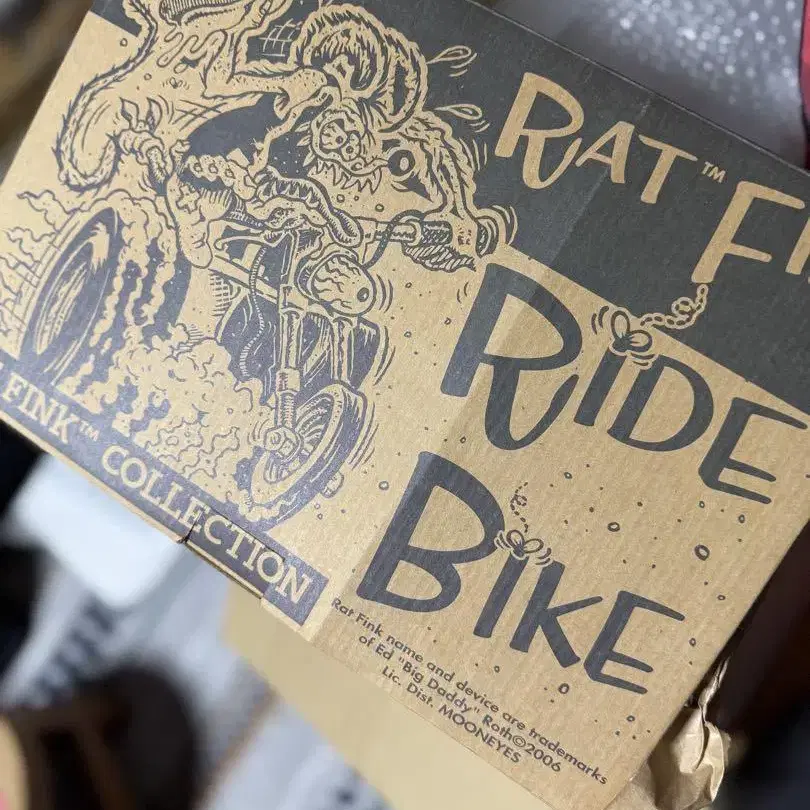 RAT™ FI
RIDE
BIKE
FINK™ COLLECTION
Rat Fink name and device are trademarks
of Ed "Big Daddy" Roth©2006
Lic. Dist. MOONEYES